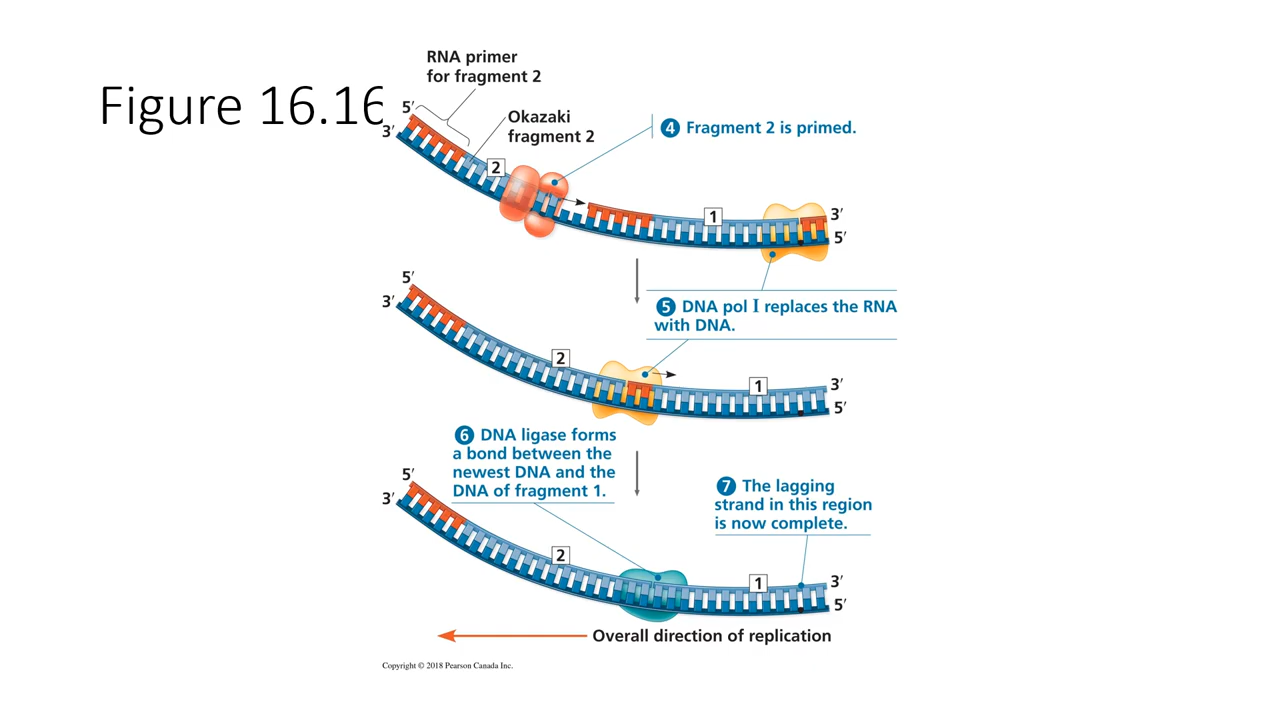 Figure 16.16
RNA primer
for fragment 2
5′
3′
Okazaki
fragment 2
2
4 Fragment 2 is primed.
1
3′
5′
5′
3′
5 DNA pol I replaces the RNA
with DNA.
2
1
3′
5′
6 DNA ligase forms
a bond between the
newest DNA and the
DNA of fragment 1.
5′
3′
7 The lagging
strand in this region
is now complete.
2
1
3′
5′
Overall direction of replication
Copyright © 2018 Pearson Canada Inc.